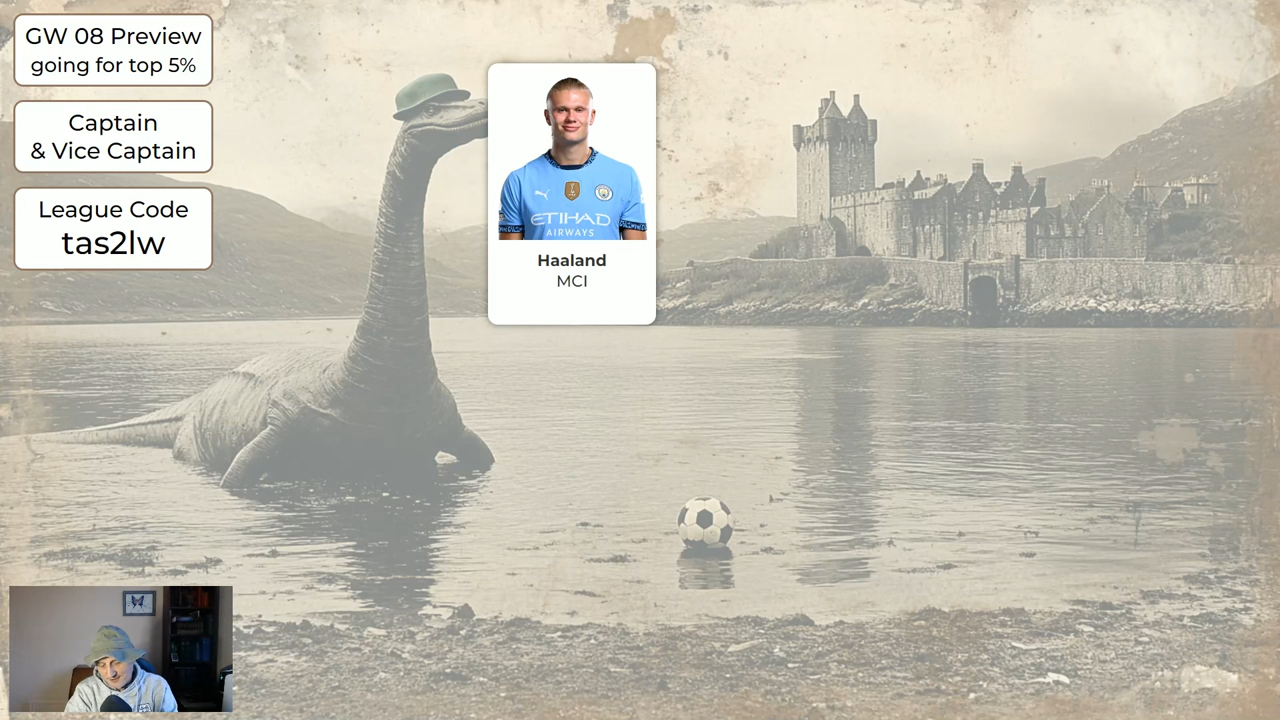 GW 08 Preview
going for top 5%
Captain
& Vice Captain
League Code
tas2lw
ETIHAD
AIRWAYS
Haaland
MCI